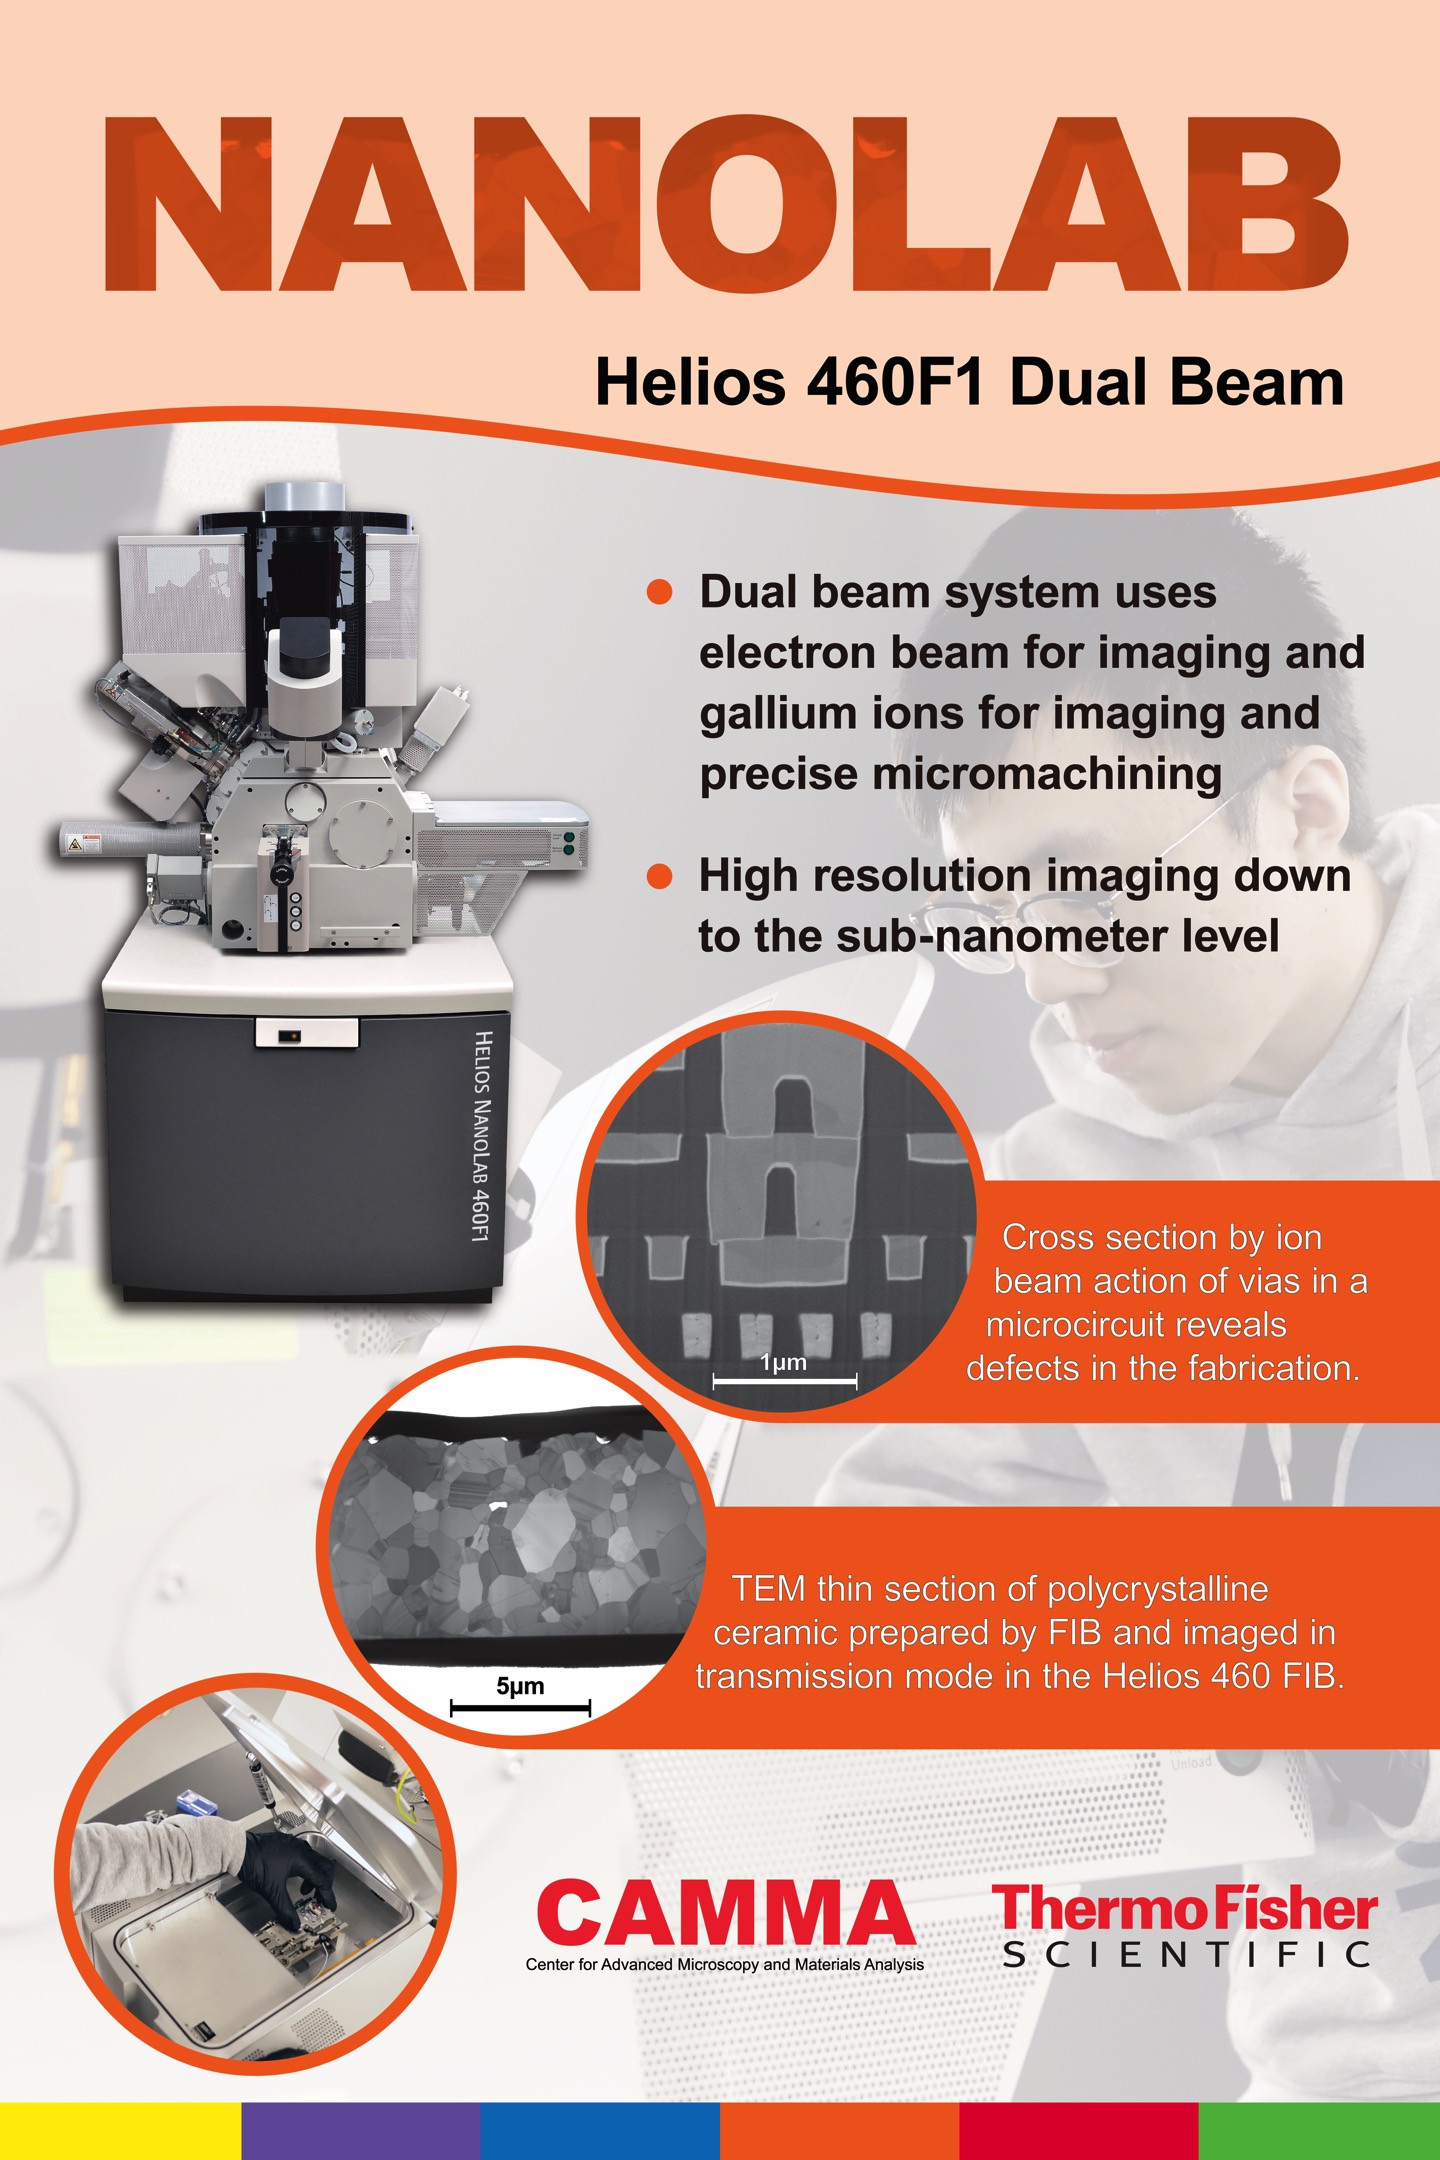 NANOLAB
Helios 460F1 Dual Beam
Dual beam system uses
electron beam for imaging and
gallium ions for imaging and
precise micromachining
High resolution imaging down
to the sub-nanometer level
HELIOS NANOLAB 460F1
Cross section by ion
beam action of vias in a
microcircuit reveals
defects in the fabrication.
1µm
TEM thin section of polycrystalline
ceramic prepared by FIB and imaged in
transmission mode in the Helios 460 FIB.
5µm
Unload
CAMMA
Center for Advanced Microscopy and Materials Analysis
ThermoFisher
SCIENTIFIC